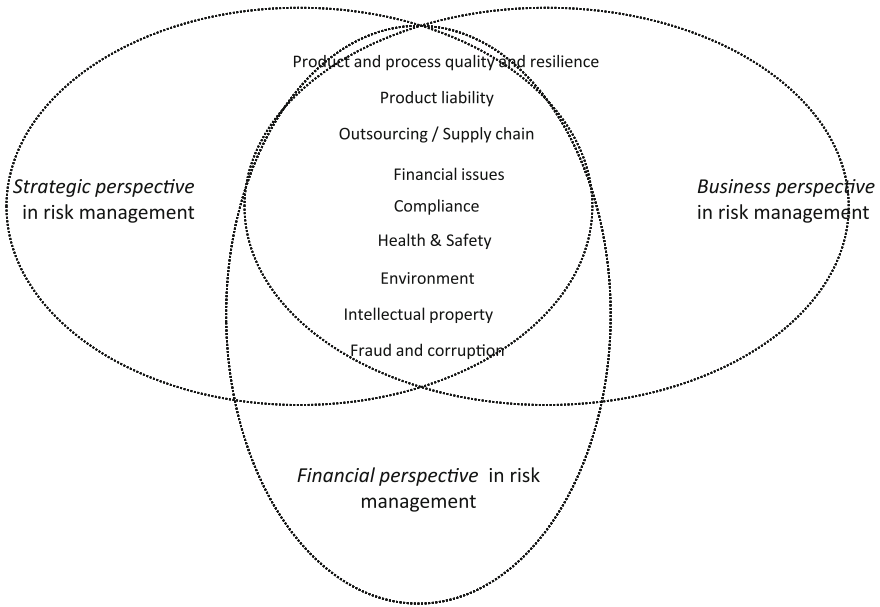 Product and process quality and resilience
Product liability
Outsourcing / Supply chain
Financial issues
Strategic perspective
in risk management
Business perspective
in risk management
Compliance
Health & Safety
Environment
Intellectual property
Fraud and corruption
Financial perspective in risk
management